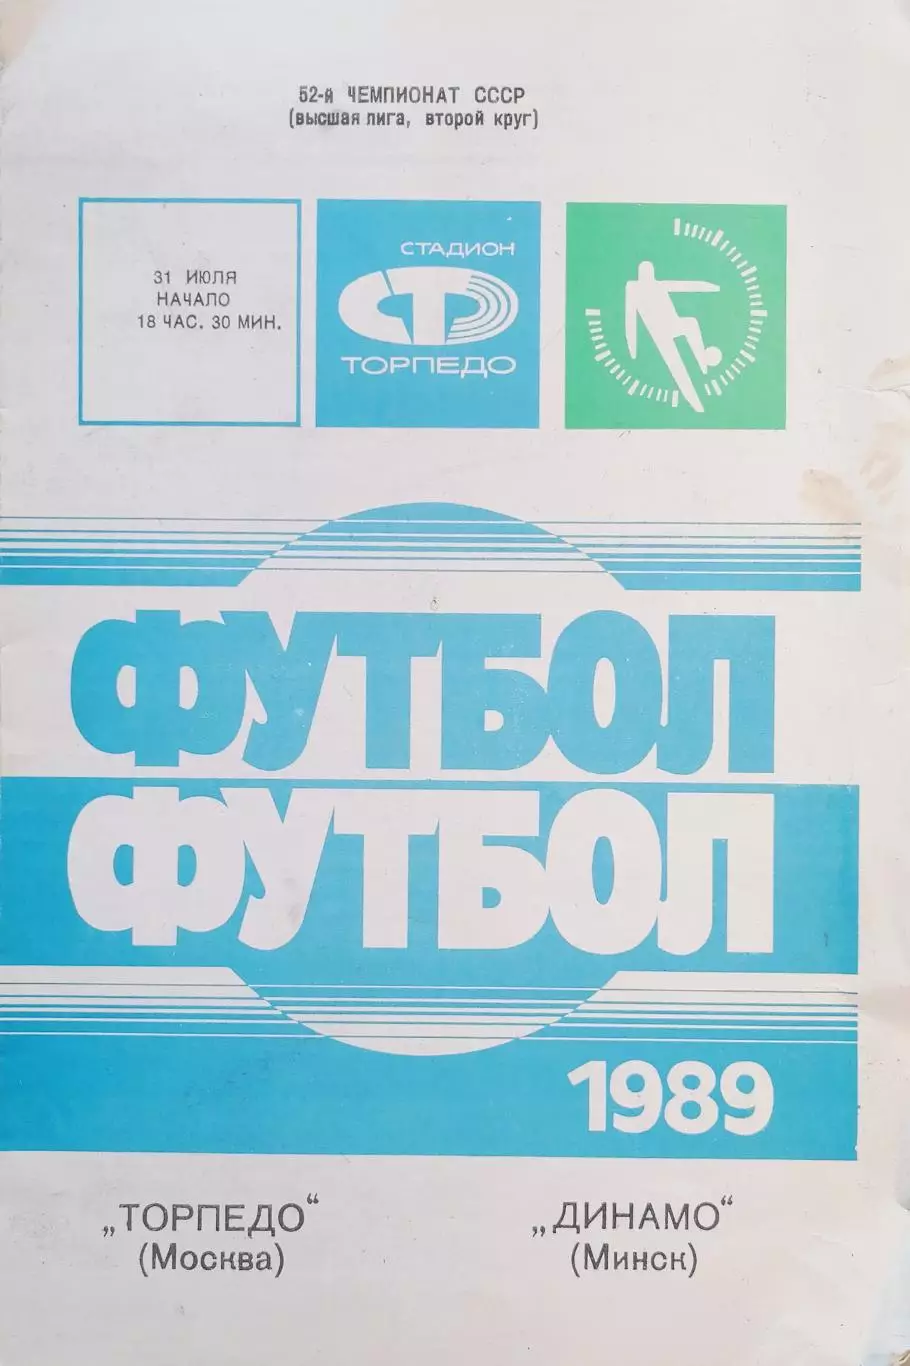 52-й ЧЕМПИОНАТ СССР
(высшая лига, второй круг)
31 ИЮЛЯ
НАЧАЛО
18 ЧАС. 30 МИН.
СТАДИОН
ТОРПЕДО
ФУТБОЛ
ФУТБОЛ
1989
„ТОРПЕДО“
(Москва)
„ДИНАМО“
(Минск)